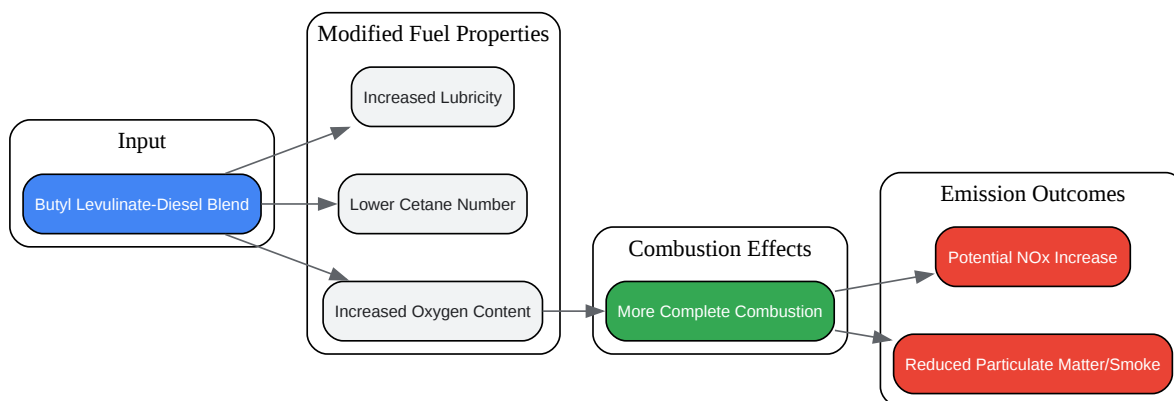 Input
Butyl Levulinate-Diesel Blend
Modified Fuel Properties
Increased Lubricity
Lower Cetane Number
Increased Oxygen Content
Combustion Effects
More Complete Combustion
Emission Outcomes
Potential NOx Increase
Reduced Particulate Matter/Smoke